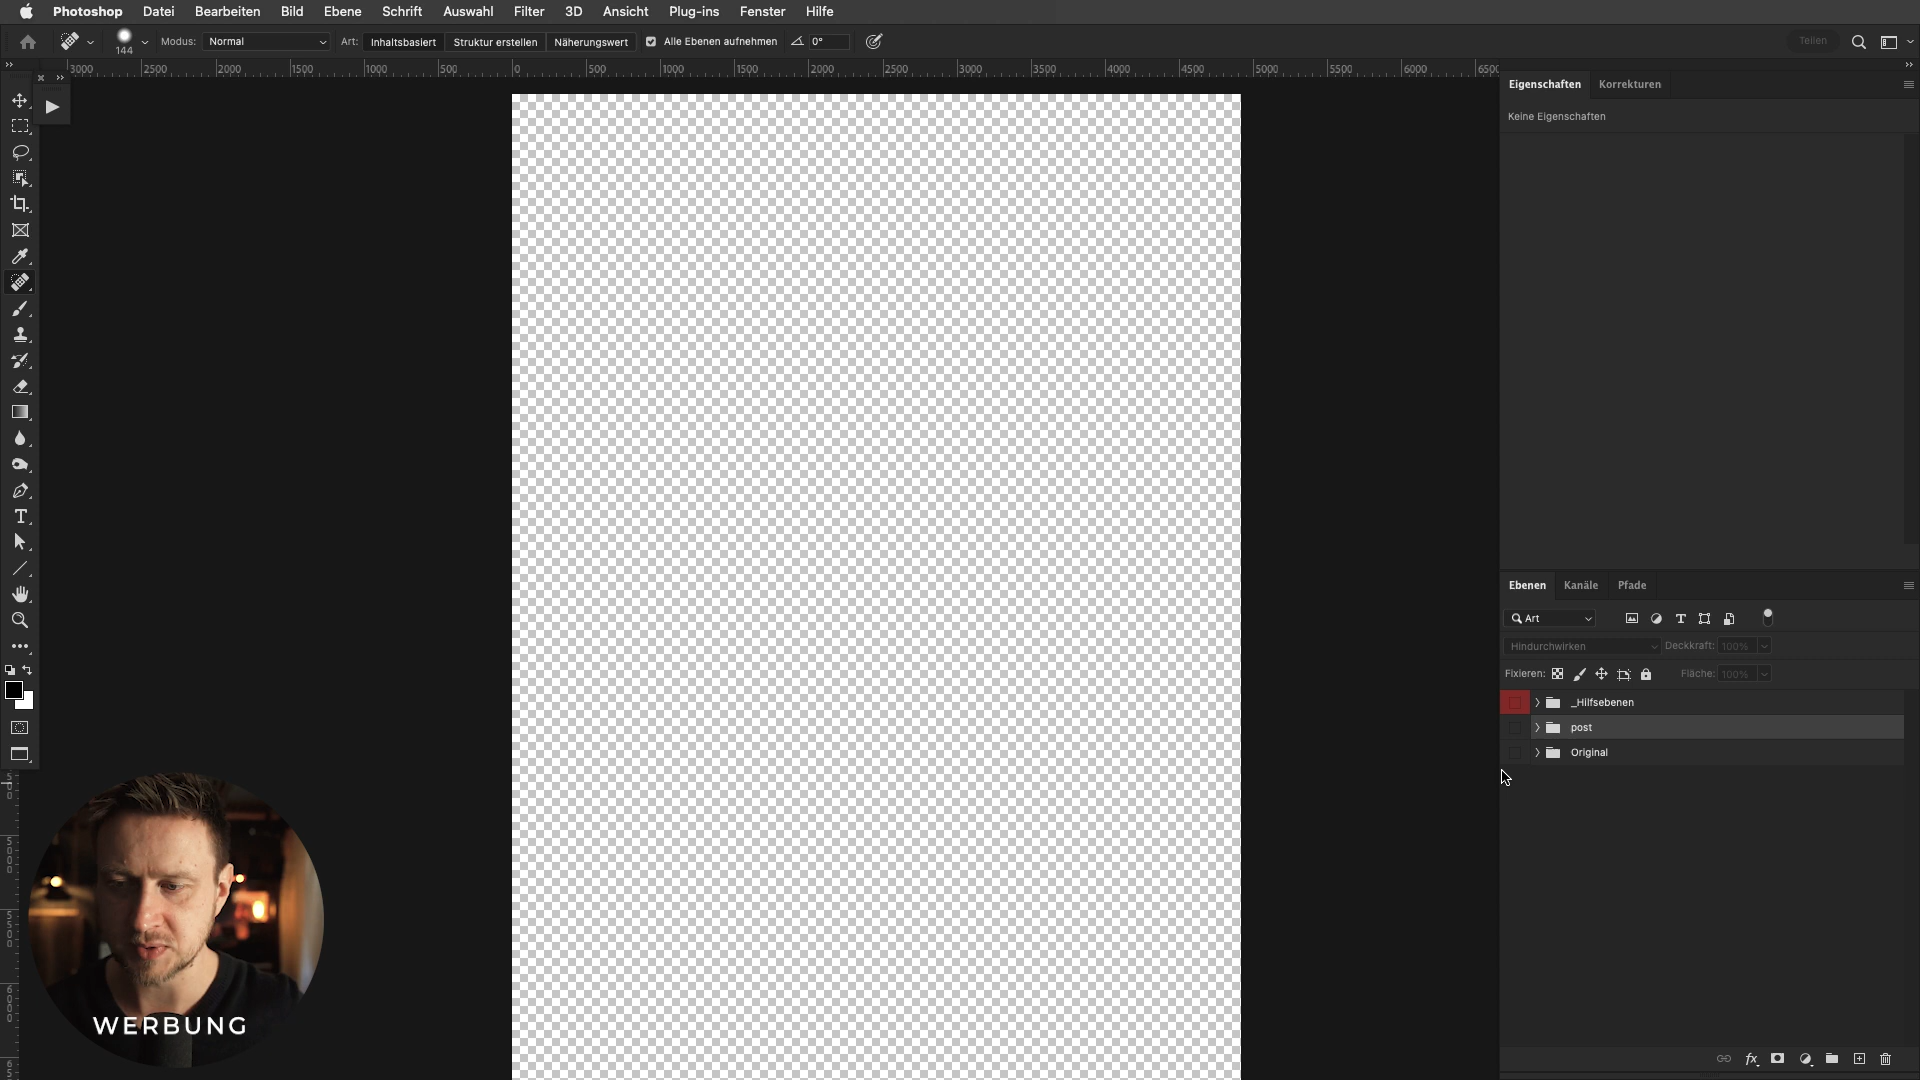 Photoshop Datei Bearbeiten Bild Ebene Schrift Auswahl Filter 3D Ansicht Plug-ins Fenster Hilfe
144 Modus: Normal Art: Inhaltsbasiert Struktur erstellen Näherungswert Alle Ebenen aufnehmen 0° Teilen
3000 2500 2000 1500 1000 500 0 500 1000 1500 2000 2500 3000 3500 4000 4500 5000 5500 6000 6500
Eigenschaften Korrekturen
Keine Eigenschaften
Ebenen Kanäle Pfade
Art
Hindurchwirken Deckkraft: 100%
Fixieren: Fläche: 100%
_Hilfsebenen
post
Original
5000
5500
6000
WERBUNG